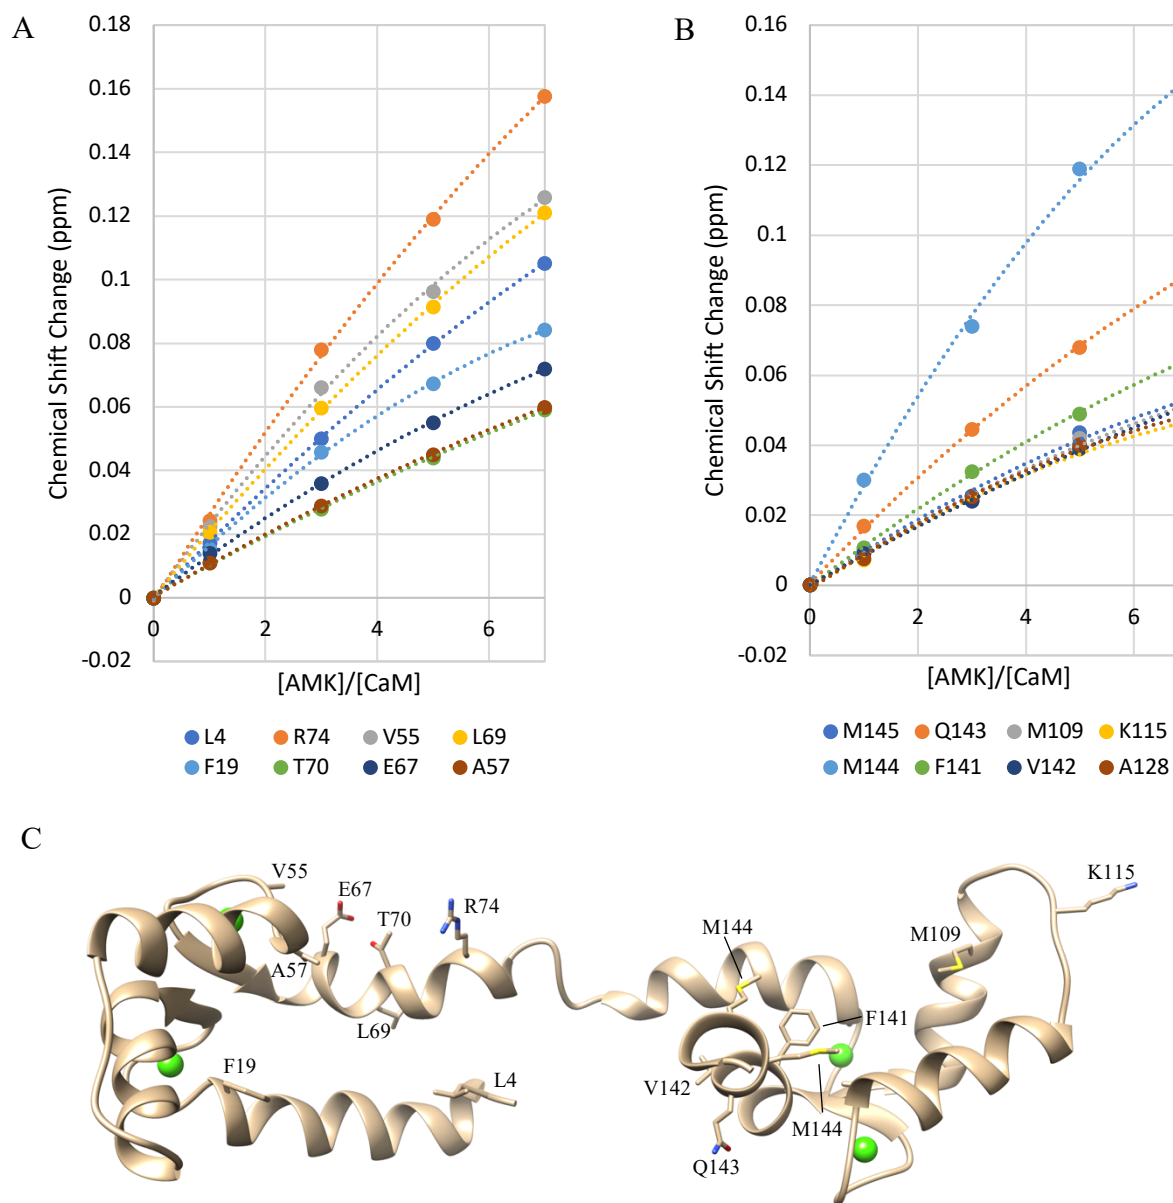 A
B
Chemical Shift Change (ppm)
0.18
0.16
0.14
0.12
0.1
0.08
0.06
0.04
0.02
0
-0.02
0
2
4
6
[AMK]/[CaM]
L4 R74 V55 L69
F19 T70 E67 A57
Chemical Shift Change (ppm)
0.16
0.14
0.12
0.1
0.08
0.06
0.04
0.02
0
-0.02
0
2
4
6
[AMK]/[CaM]
M145 Q143 M109 K115
M144 F141 V142 A128
C
V55
E67
T70
R74
A57
L69
F19
L4
M144
M109
K115
F141
V142
M144
Q143